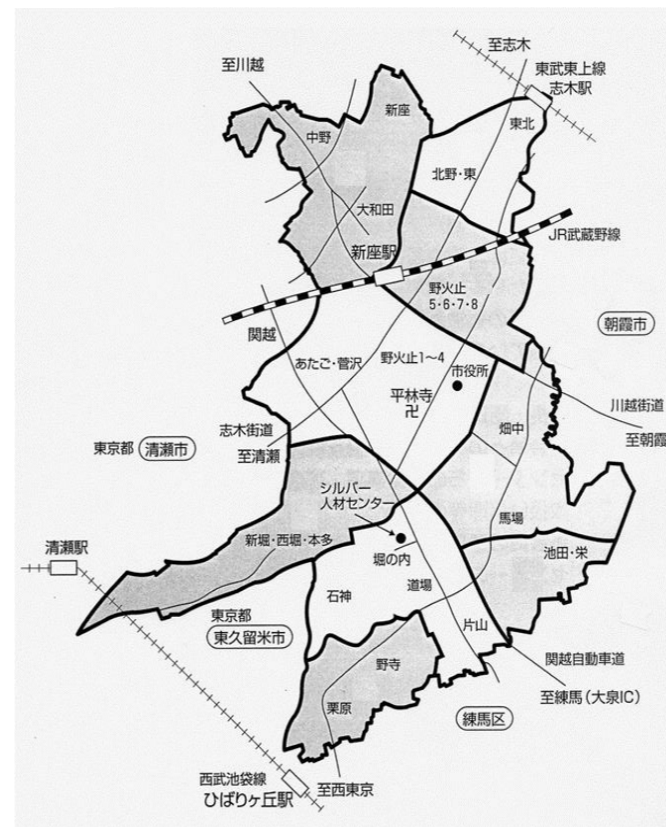 至志木
東武東上線
志木駅
至川越
新座
東北
中野
北野・東
大和田
JR武蔵野線
新座駅
野火止
5・6・7・8
朝霞市
関越
あたご・菅沢
野火止1～4
市役所
平林寺
卍
川越街道
志木街道
畑中
至朝霞
東京都
清瀬市
至清瀬
シルバー
人材センター
馬場
新堀・西堀・本多
清瀬駅
堀の内
池田・栄
道場
石神
東京都
東久留米市
片山
関越自動車道
野寺
至練馬(大泉IC)
栗原
練馬区
西武池袋線
ひばりヶ丘駅
至西東京